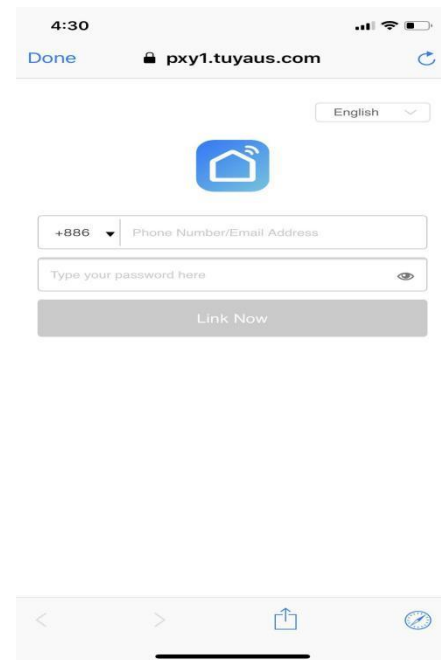 4:30
Done pxy1.tuyaus.com
English
+886 Phone Number/Email Address
Type your password here
Link Now